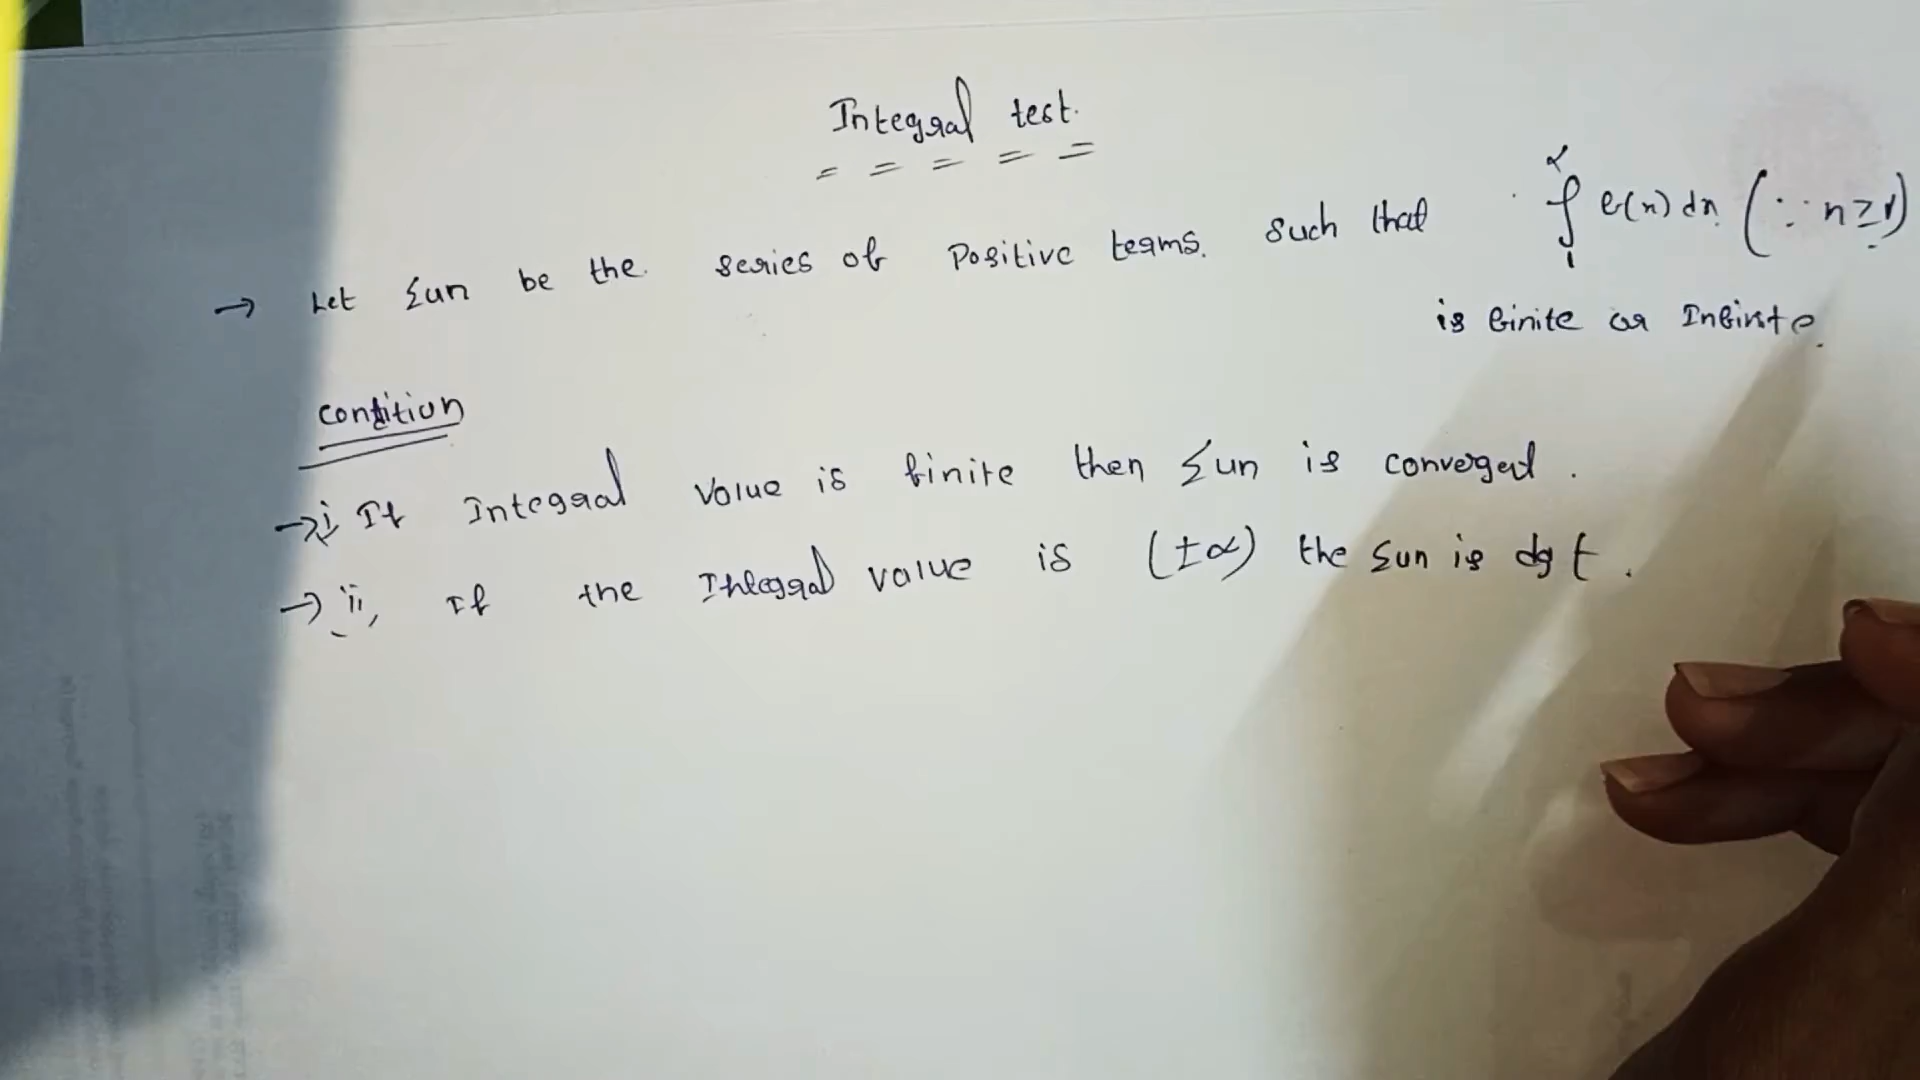 Integral test.
→ Let Σun be the series of Positive terms. Such that ∫₁^∝ f(n) dn (∵ n ≥ 1)
is finite or Infinite.
condition
→ i, If Integral value is finite then Σun is converged.
→ ii, If the Integral value is (±∝) the Σun is dgt.